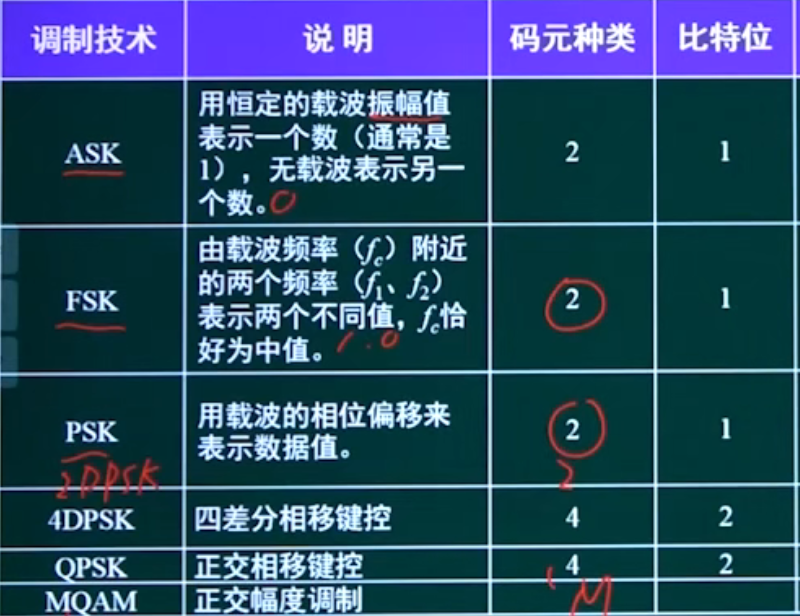 调制技术 说 明 码元种类 比特位
用恒定的载波振幅值
表示一个数（通常是
ASK 2 1
1），无载波表示另一
个数。0
由载波频率（fc）附近
的两个频率（f1、f2）
FSK 2 1
表示两个不同值，fc恰
好为中值。1.0
用载波的相位偏移来
PSK 2 1
表示数据值。
2DPSK 2
4DPSK 四差分相移键控 4 2
QPSK 正交相移键控 4 2
MQAM 正交幅度调制 M